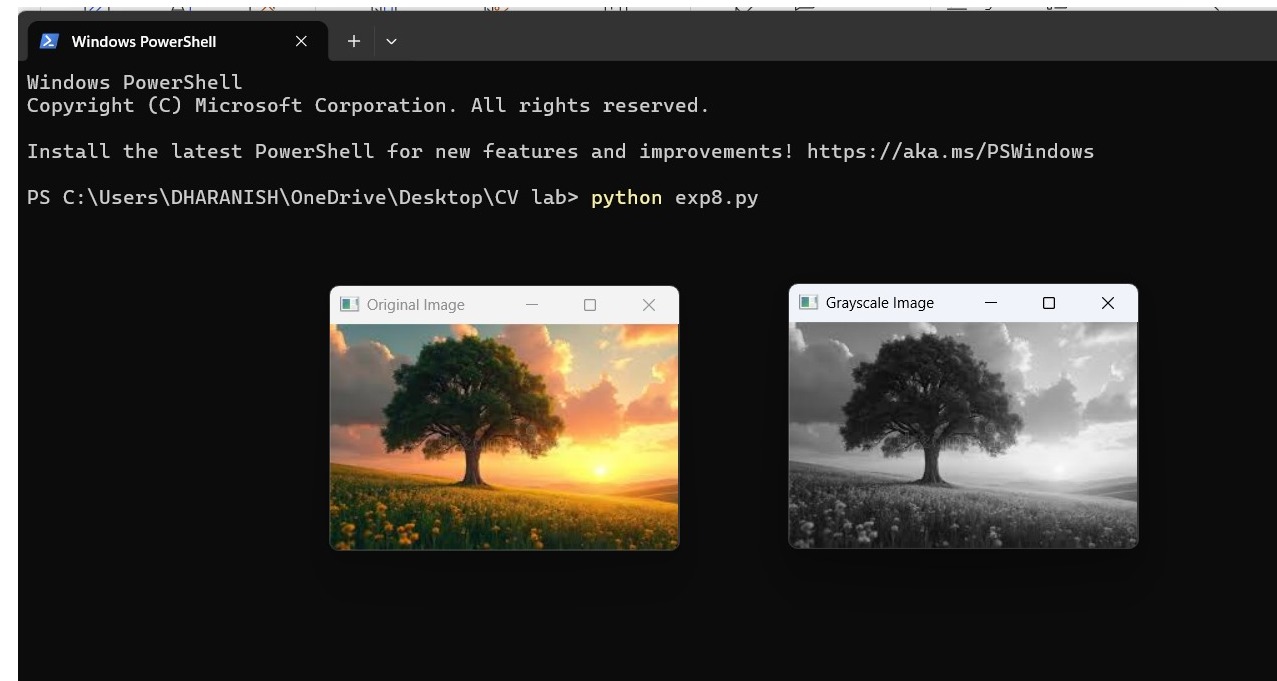 Windows PowerShell
Windows PowerShell
Copyright (C) Microsoft Corporation. All rights reserved.
Install the latest PowerShell for new features and improvements! https://aka.ms/PSWindows
PS C:\Users\DHARANISH\OneDrive\Desktop\CV lab> python exp8.py
Original Image
Grayscale Image